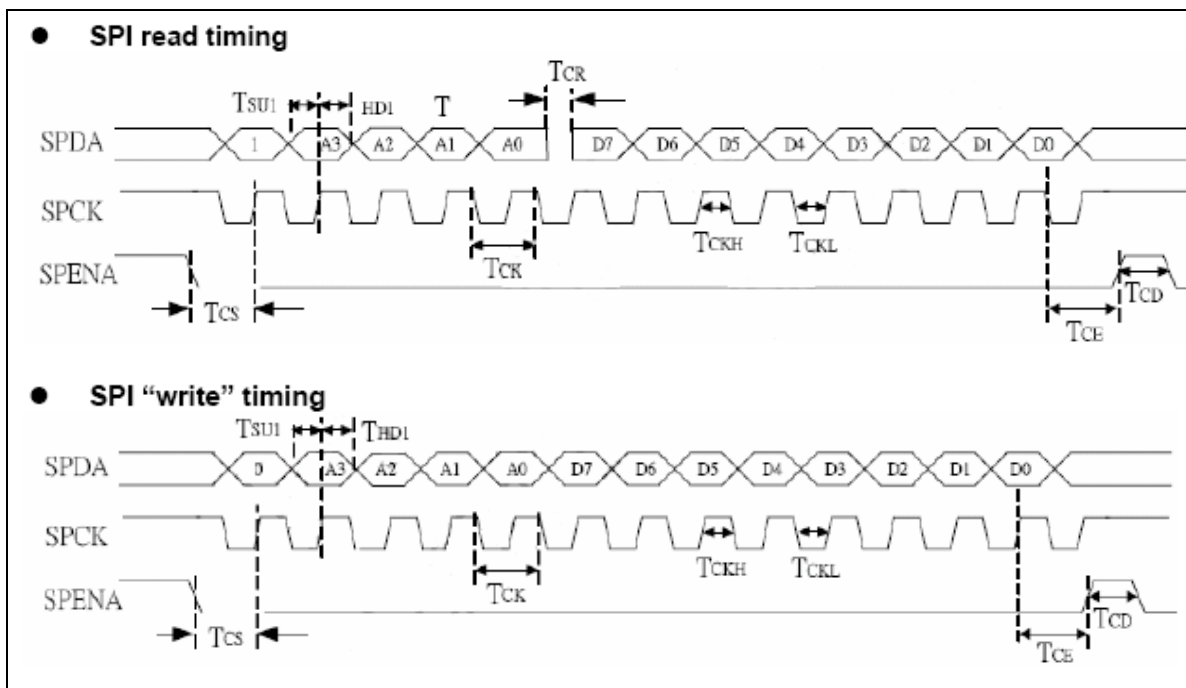 ● SPI read timing
TCR
TSU1 HD1 T
SPDA 1 A3 A2 A1 A0 D7 D6 D5 D4 D3 D2 D1 D0
SPCK
TCKH TCKL
TCK
SPENA
TCS TCD
TCE
● SPI “write” timing
TSU1 THD1
SPDA 0 A3 A2 A1 A0 D7 D6 D5 D4 D3 D2 D1 D0
SPCK
TCKH TCKL
TCK
SPENA
TCS TCD
TCE